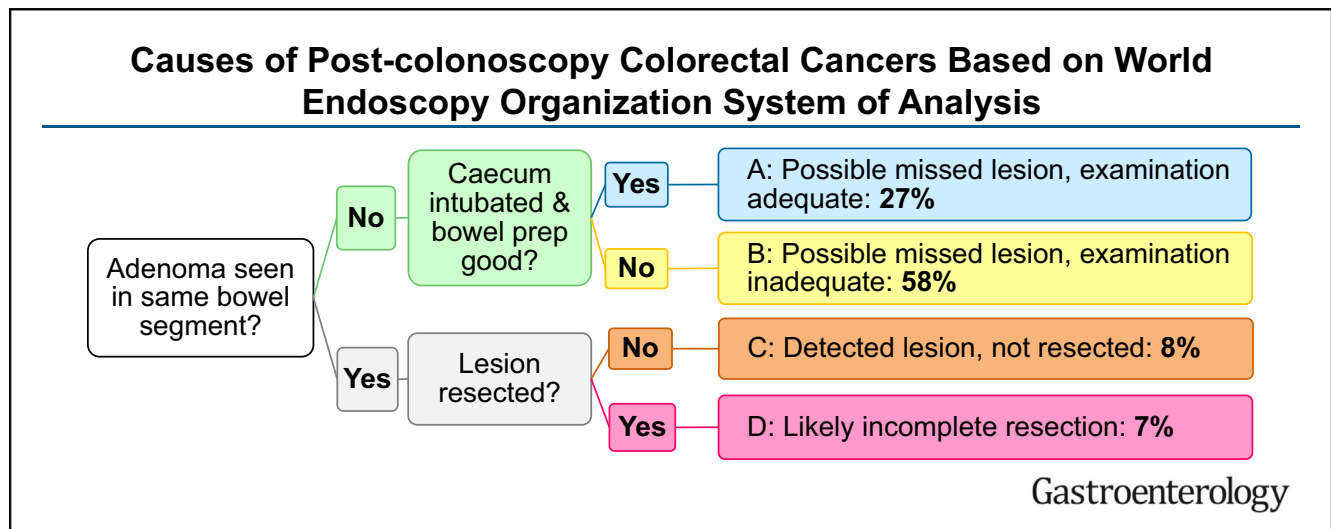 Causes of Post-colonoscopy Colorectal Cancers Based on World
Endoscopy Organization System of Analysis
Adenoma seen
in same bowel
segment?
No
Caecum
intubated &
bowel prep
good?
Yes
A: Possible missed lesion, examination
adequate: 27%
No
B: Possible missed lesion, examination
inadequate: 58%
Yes
Lesion
resected?
No
C: Detected lesion, not resected: 8%
Yes
D: Likely incomplete resection: 7%
Gastroenterology